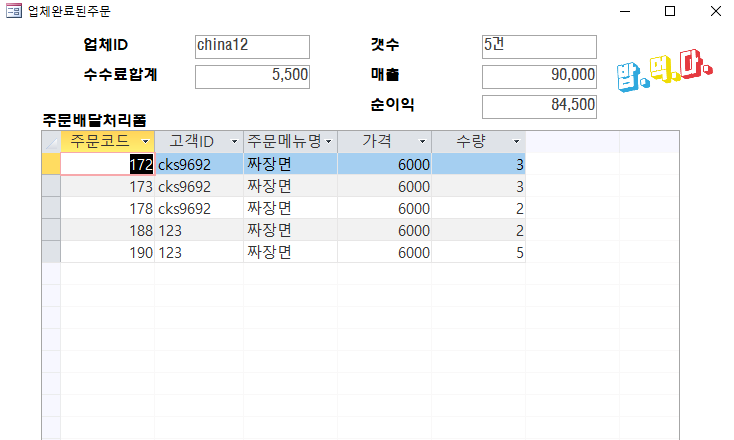 업체완료된주문
업체ID china12 갯수 5건
수수료합계 5,500 매출 90,000
밥.먹.다.
순이익 84,500
주문배달처리폼
주문코드 고객ID 주문메뉴명 가격 수량
172 cks9692 짜장면 6000 3
173 cks9692 짜장면 6000 3
178 cks9692 짜장면 6000 2
188 123 짜장면 6000 2
190 123 짜장면 6000 5